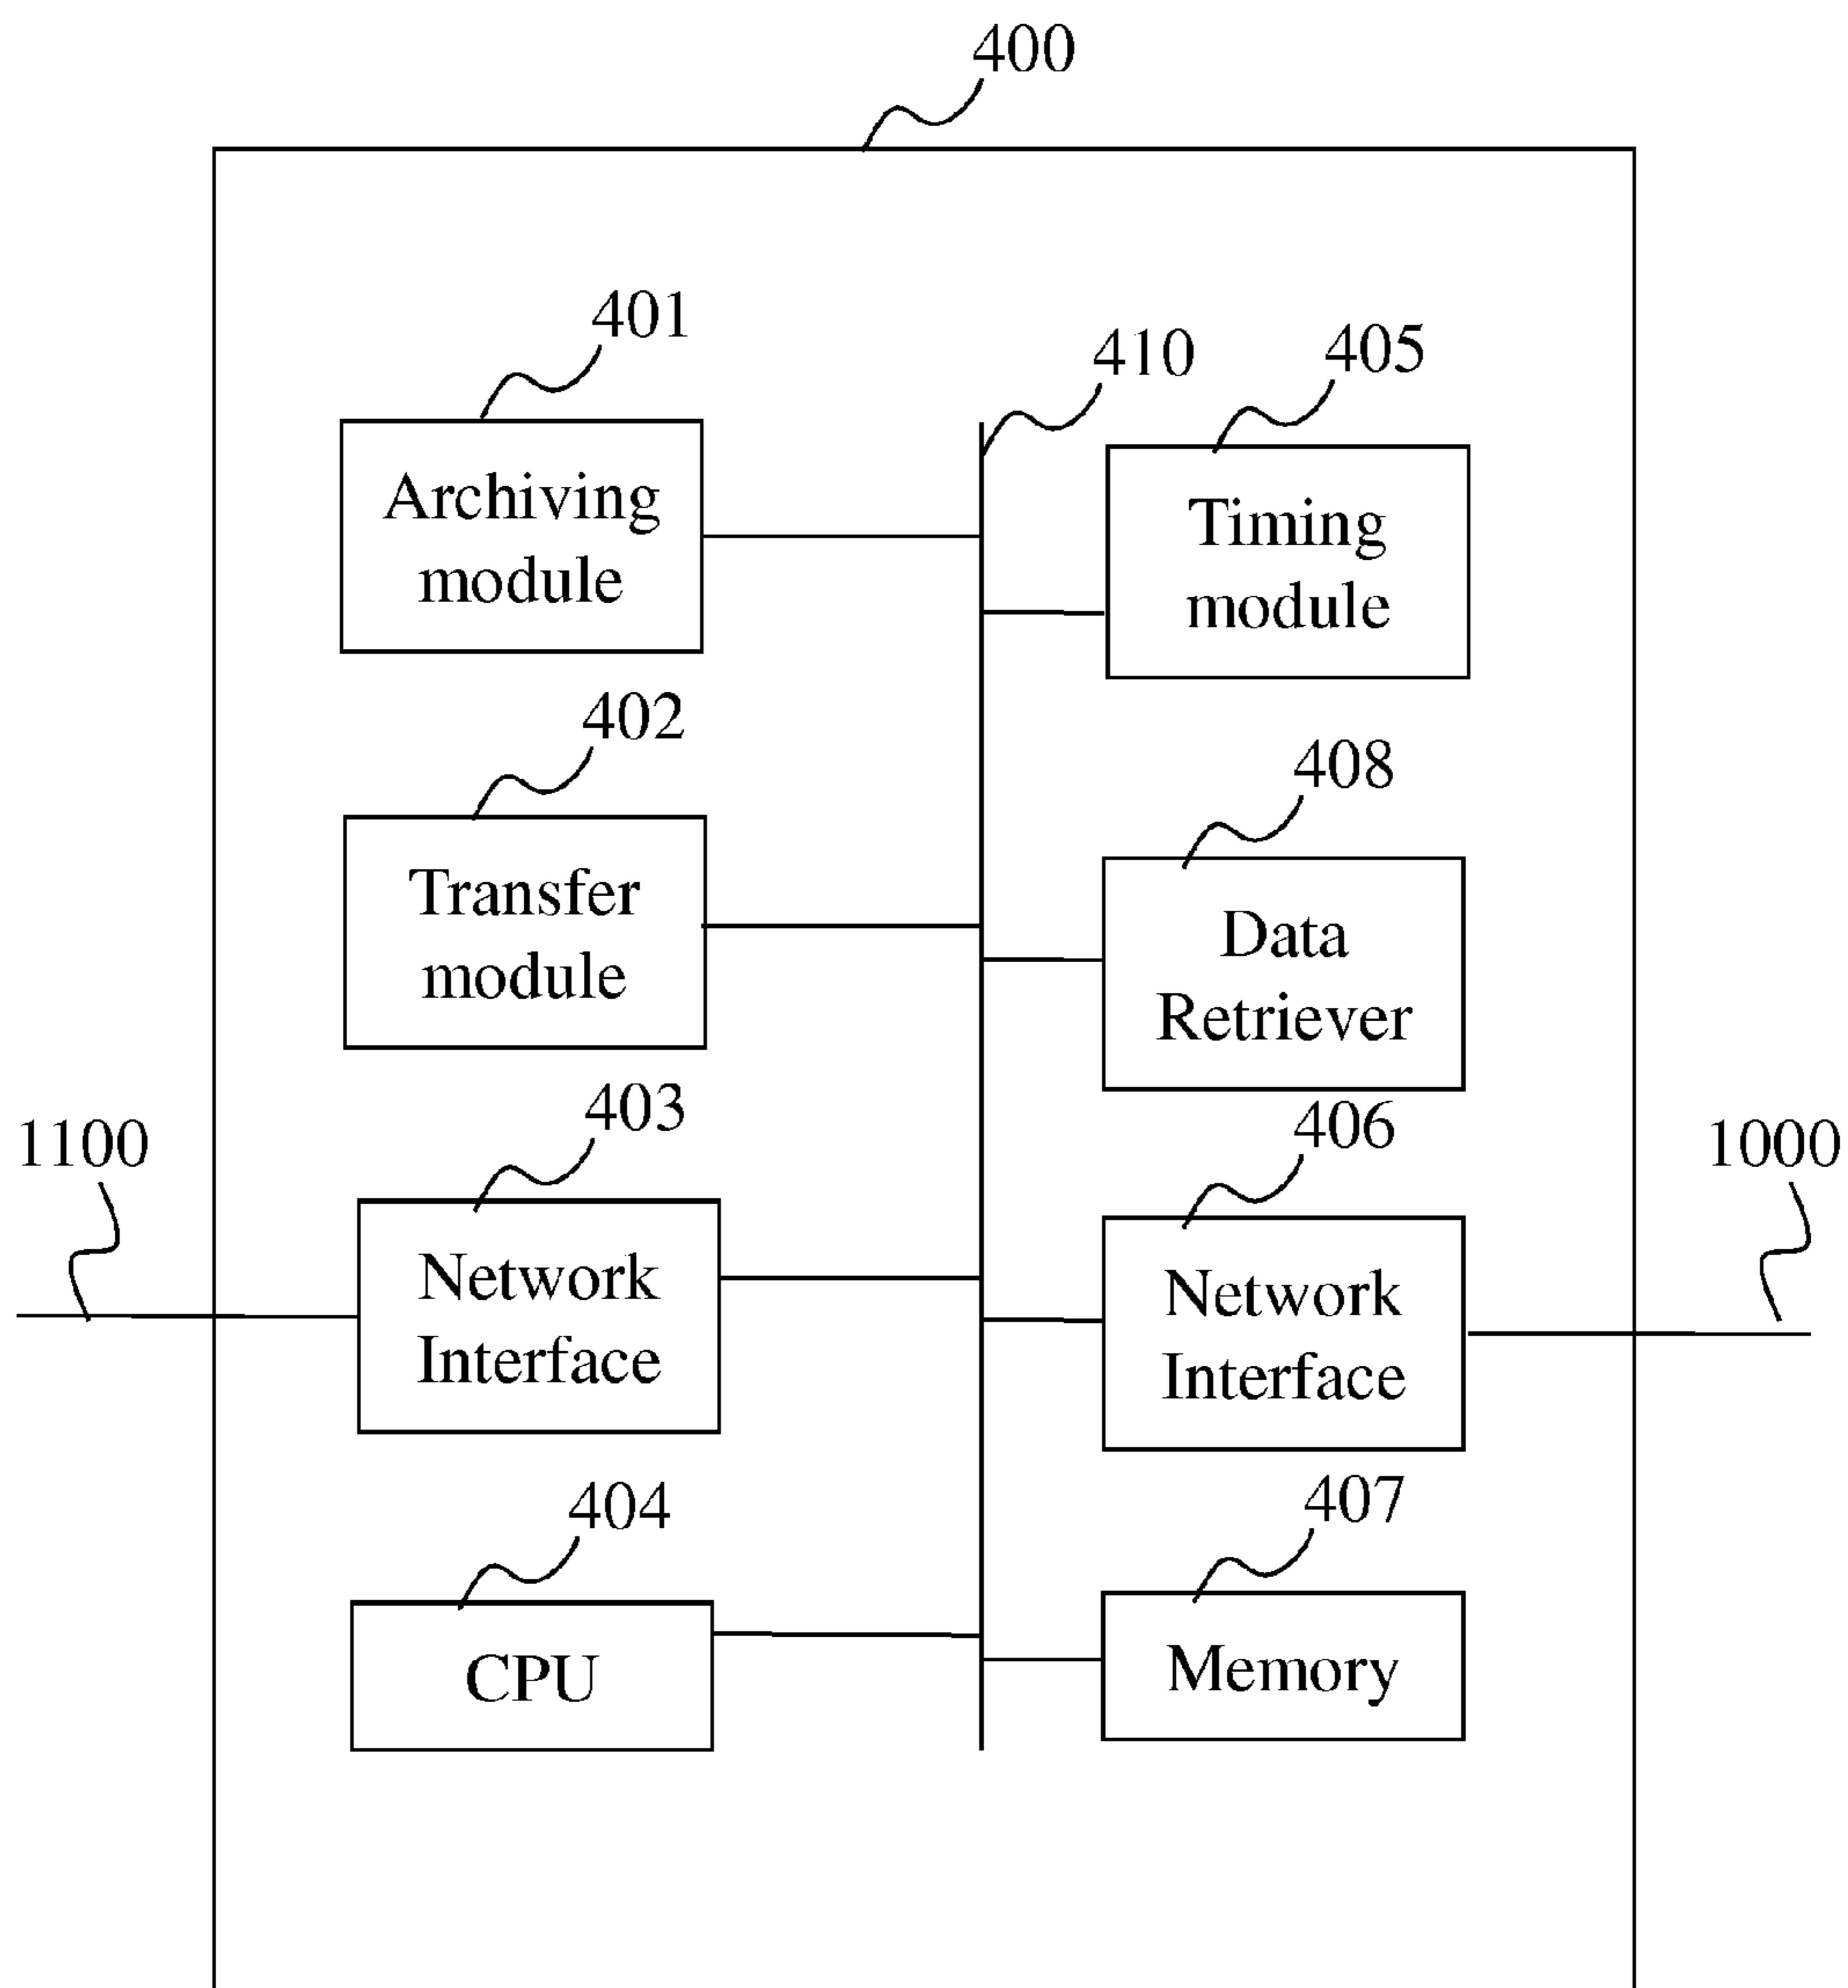 400
401
410
405
Archiving
module
Timing
module
402
408
Transfer
module
Data
Retriever
403
406
1100
1000
Network
Interface
Network
Interface
404
407
CPU
Memory